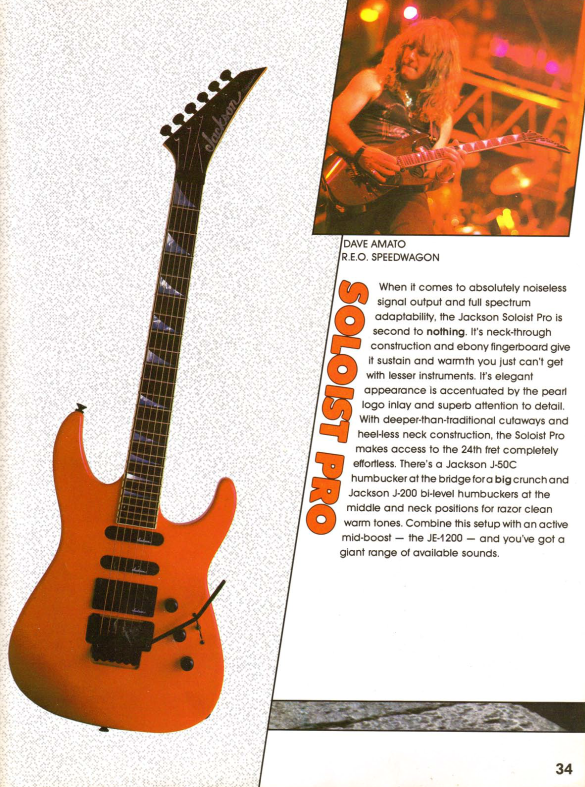 Jackson
DAVE AMATO
R.E.O. SPEEDWAGON
SOLOIST PRO
When it comes to absolutely noiseless
signal output and full spectrum
adaptability, the Jackson Soloist Pro is
second to nothing. It's neck-through
construction and ebony fingerboard give
it sustain and warmth you just can't get
with lesser instruments. It's elegant
appearance is accentuated by the pearl
logo inlay and superb attention to detail.
With deeper-than-traditional cutaways and
heel-less neck construction, the Soloist Pro
makes access to the 24th fret completely
effortless. There's a Jackson J-50C
humbucker at the bridge for a big crunch and
Jackson J-200 bi-level humbuckers at the
middle and neck positions for razor clean
warm tones. Combine this setup with an active
mid-boost — the JE-1200 — and you've got a
giant range of available sounds.
34